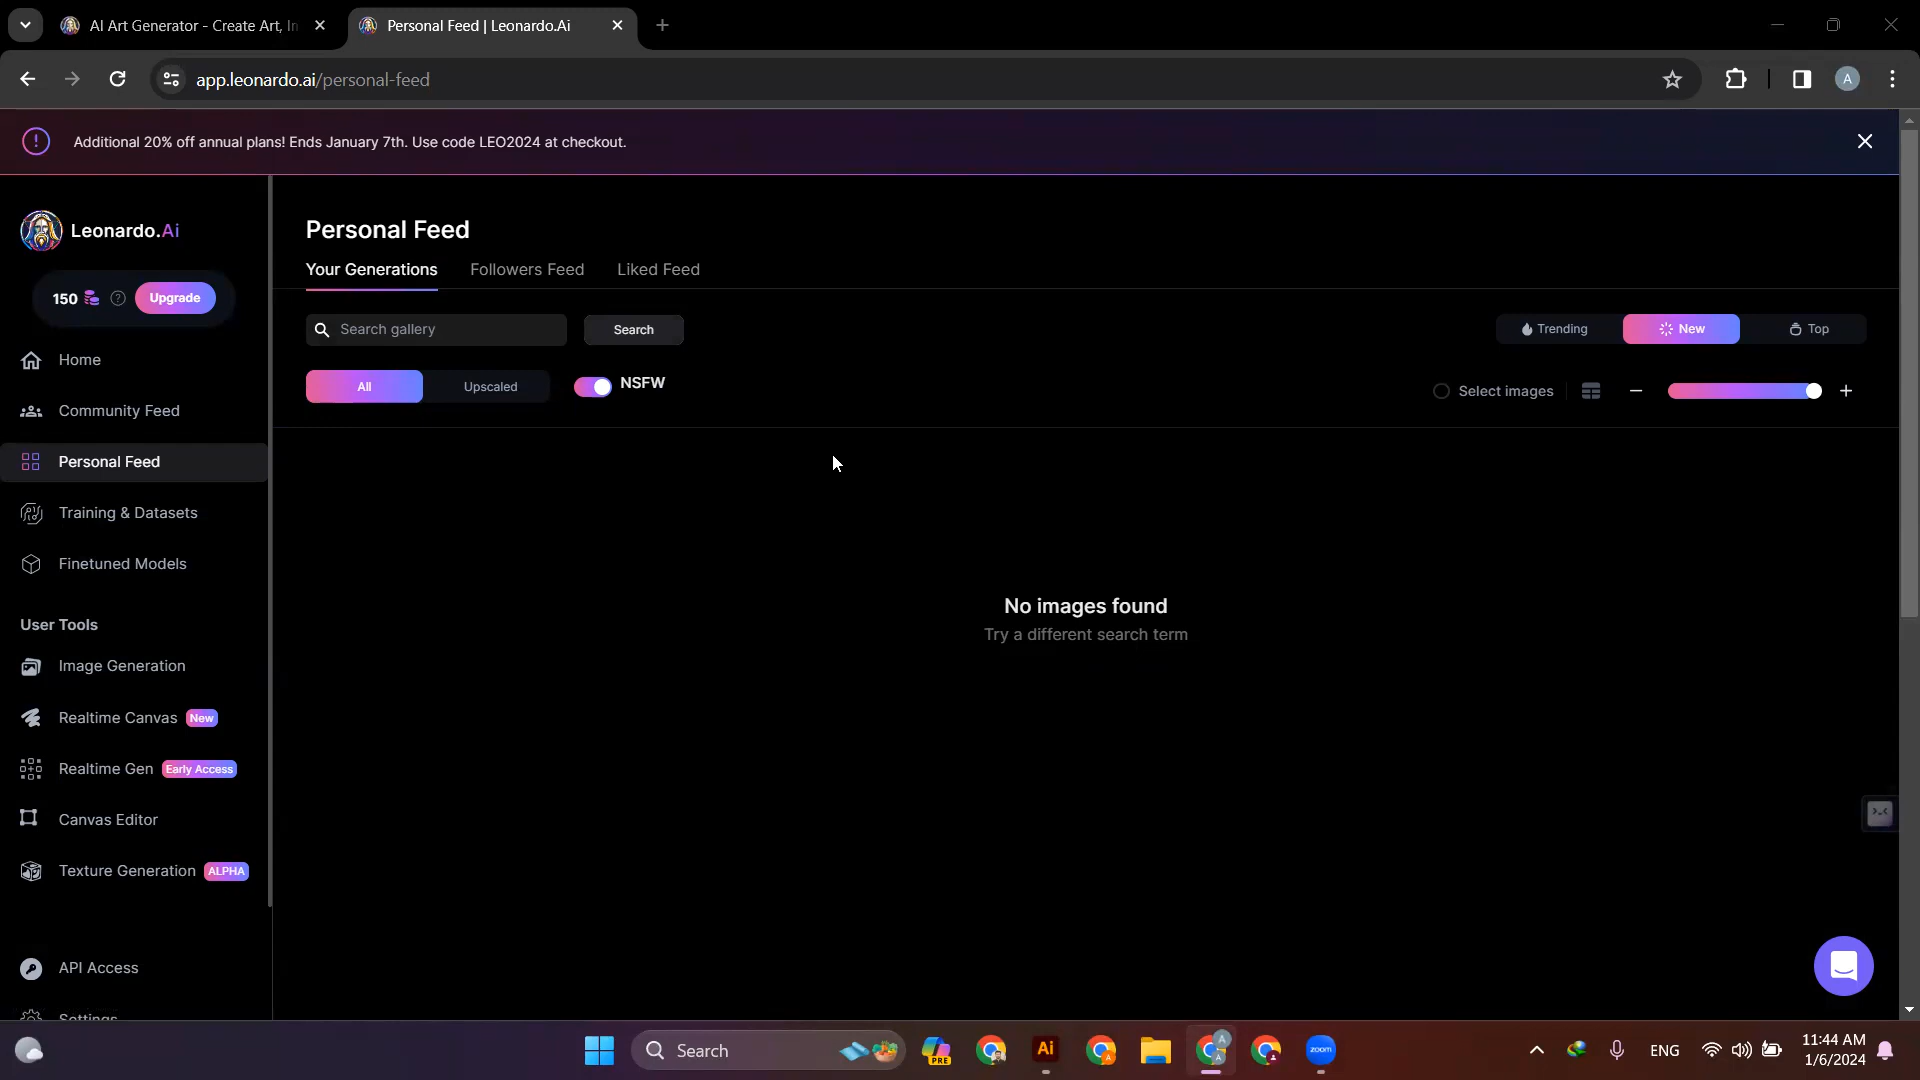 AI Art Generator - Create Art, In
Personal Feed | Leonardo.Ai
app.leonardo.ai/personal-feed
A
Additional 20% off annual plans! Ends January 7th. Use code LEO2024 at checkout.
Leonardo.Ai
150 ? Upgrade
Home
Community Feed
Personal Feed
Training & Datasets
Finetuned Models
User Tools
Image Generation
Realtime Canvas New
Realtime Gen Early Access
Canvas Editor
Texture Generation ALPHA
API Access
Settings
Personal Feed
Your Generations Followers Feed Liked Feed
Search gallery Search
Trending New Top
All Upscaled NSFW
Select images
No images found
Try a different search term
Search
PRE
Ai
A
A
A
zoom
ENG
11:44 AM
1/6/2024